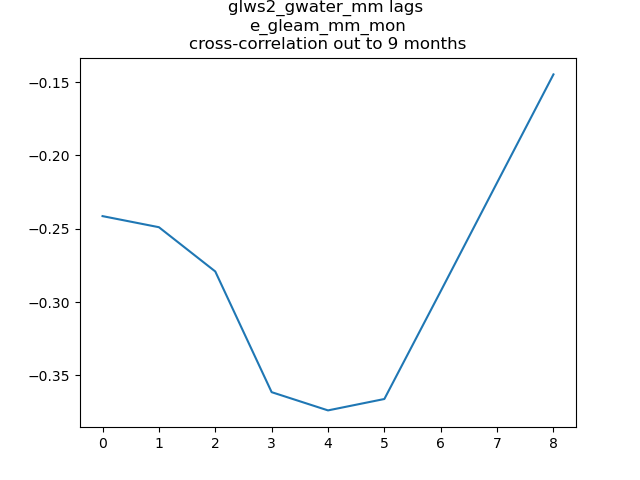 glws2_gwater_mm lags
e_gleam_mm_mon
cross-correlation out to 9 months
−0.15
−0.20
−0.25
−0.30
−0.35
0 1 2 3 4 5 6 7 8